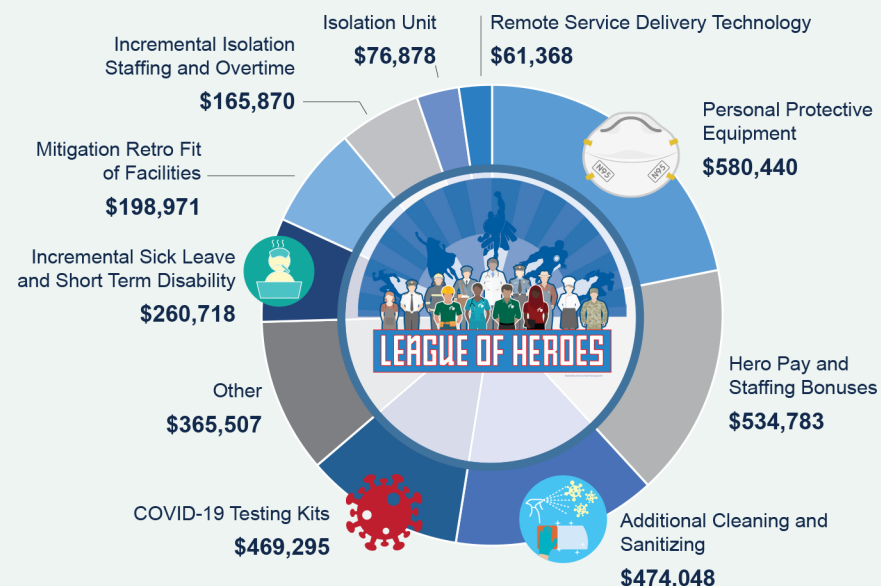 Isolation Unit
$76,878
Remote Service Delivery Technology
$61,368
Incremental Isolation
Staffing and Overtime
$165,870
Personal Protective
Equipment
$580,440
N95
N95
Mitigation Retro Fit
of Facilities
$198,971
Incremental Sick Leave
and Short Term Disability
$260,718
LEAGUE OF HEROES
Hero Pay and
Staffing Bonuses
$534,783
Other
$365,507
COVID-19 Testing Kits
$469,295
Additional Cleaning and
Sanitizing
$474,048